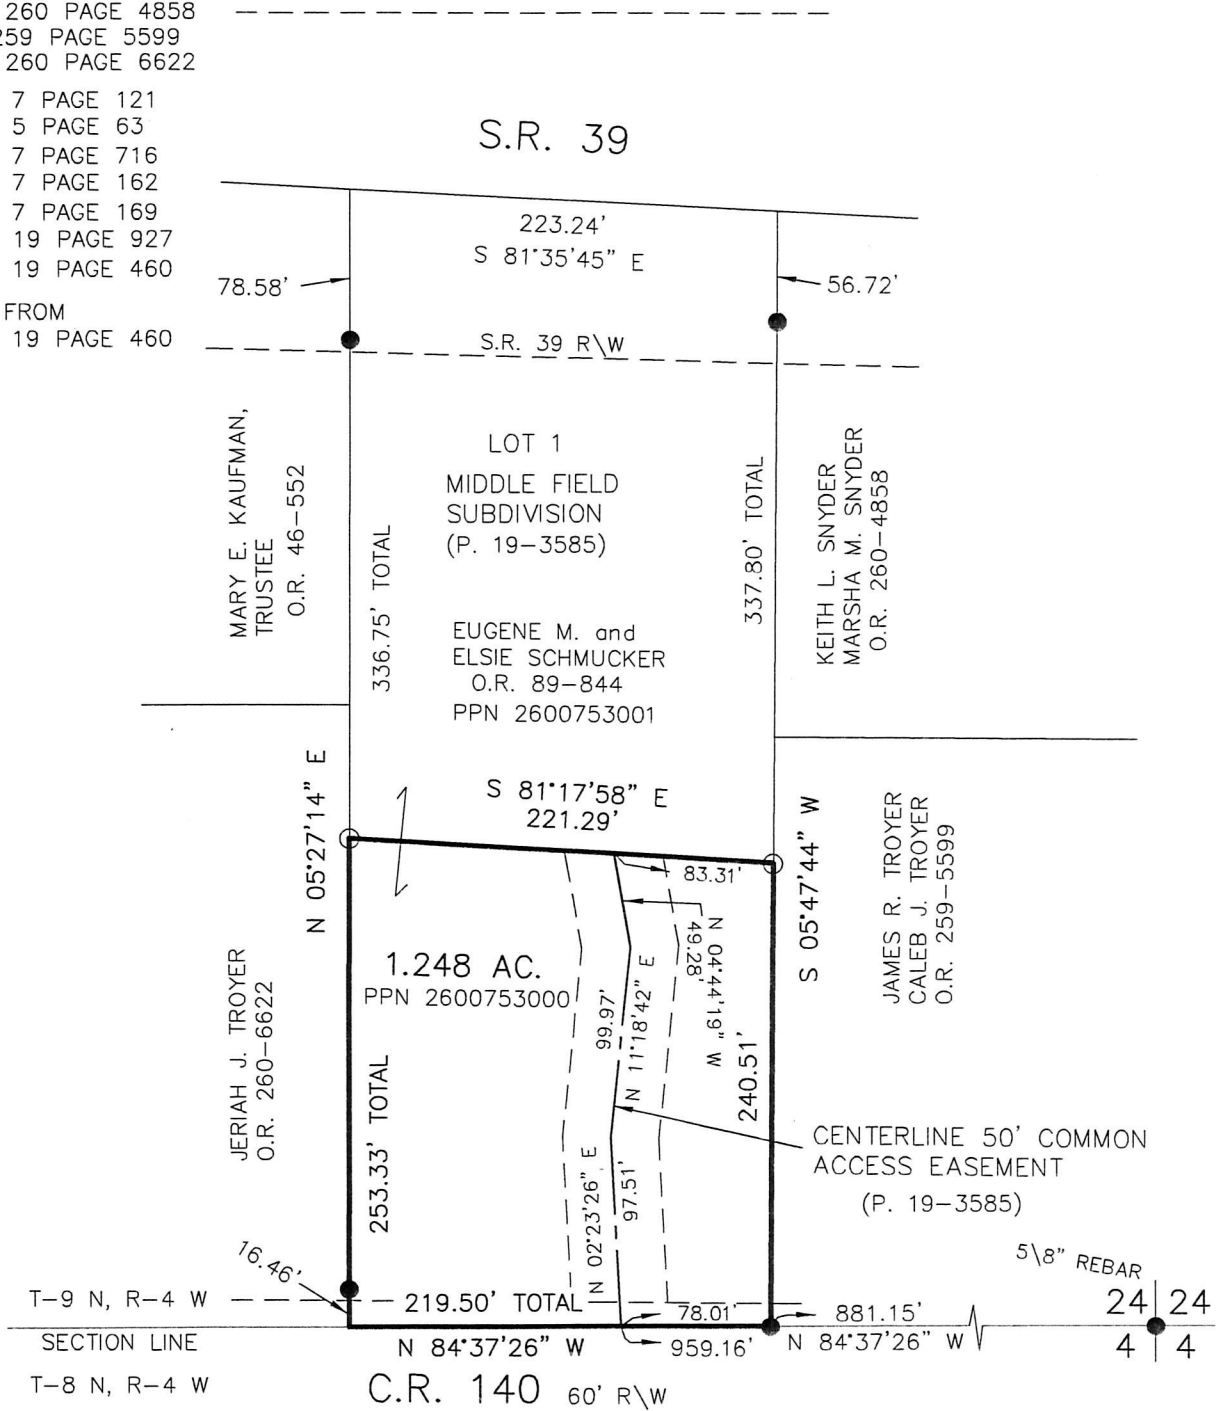 260 PAGE 4858
259 PAGE 5599
260 PAGE 6622
7 PAGE 121
5 PAGE 63
7 PAGE 716
7 PAGE 162
7 PAGE 169
19 PAGE 927
19 PAGE 460
FROM
19 PAGE 460
S.R. 39
223.24'
S 81°35'45" E
78.58'
56.72'
S.R. 39 R\W
MARY E. KAUFMAN,
TRUSTEE
O.R. 46-552
336.75' TOTAL
LOT 1
MIDDLE FIELD
SUBDIVISION
(P. 19-3585)
EUGENE M. and
ELSIE SCHMUCKER
O.R. 89-844
PPN 2600753001
337.80' TOTAL
KEITH L. SNYDER
MARSHA M. SNYDER
O.R. 260-4858
N 05°27'14" E
S 81°17'58" E
221.29'
S 05°47'44" W
JAMES R. TROYER
CALEB J. TROYER
O.R. 259-5599
83.31'
N 04°44'19" W
49.28'
1.248 AC.
PPN 2600753000
99.97'
N 11°18'42" E
240.51'
JERIAH J. TROYER
O.R. 260-6622
253.33' TOTAL
N 02°23'26" E
97.51'
CENTERLINE 50' COMMON
ACCESS EASEMENT
(P. 19-3585)
16.46'
5\8" REBAR
T-9 N, R-4 W
219.50' TOTAL
78.01'
881.15'
24 24
SECTION LINE
N 84°37'26" W
959.16'
N 84°37'26" W
4 4
T-8 N, R-4 W
C.R. 140 60' R\W